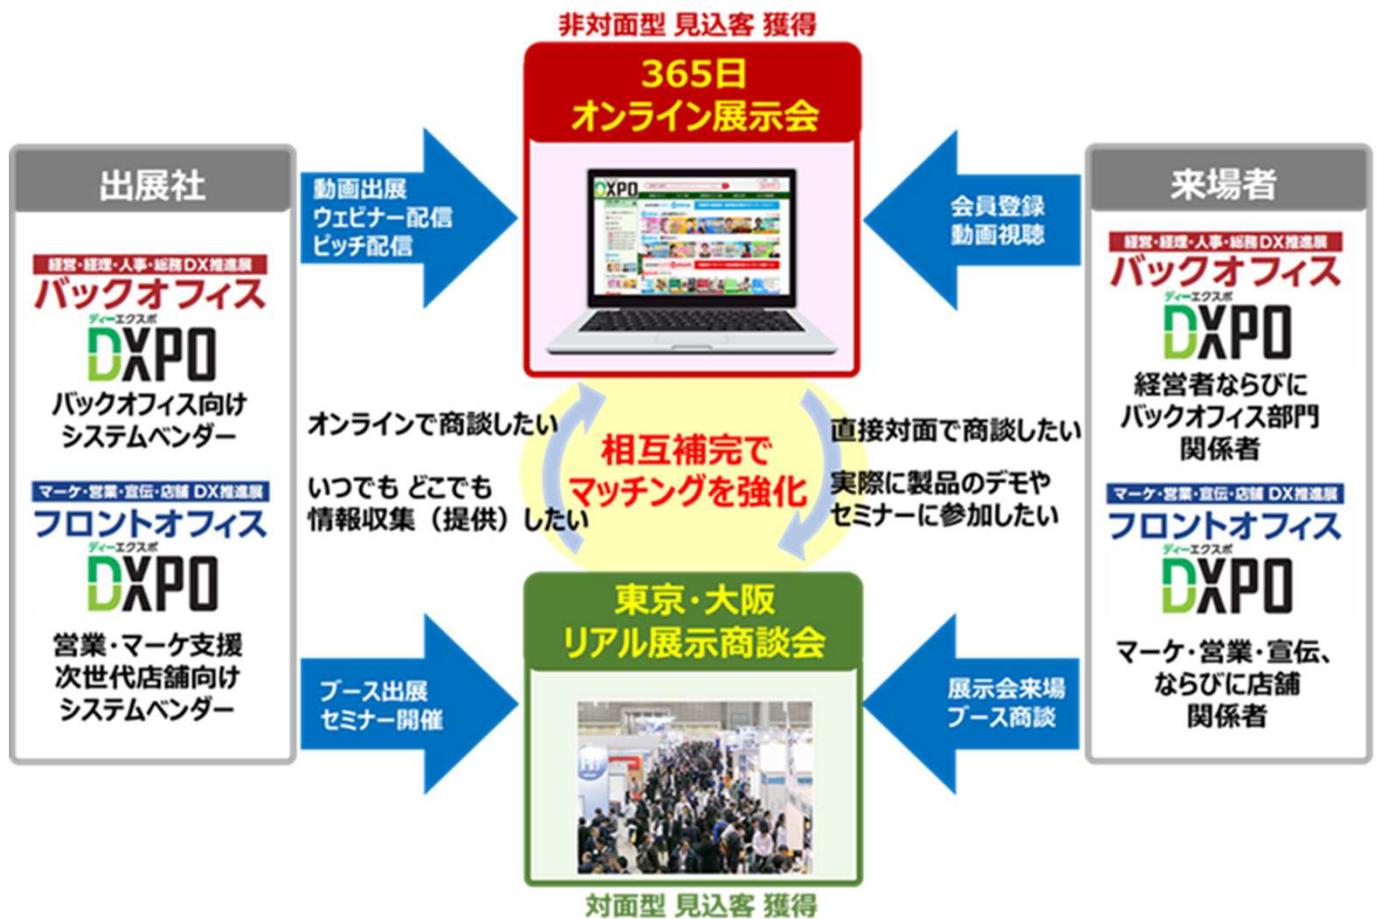 非対面型 見込客 獲得
365日
オンライン展示会
DXPO
出展社
経営・経理・人事・総務DX推進展
バックオフィス
ディーエクスポ
DXPO
バックオフィス向け
システムベンダー
マーケ・営業・宣伝・店舗 DX推進展
フロントオフィス
ディーエクスポ
DXPO
営業・マーケ支援
次世代店舗向け
システムベンダー
動画出展
ウェビナー配信
ピッチ配信
会員登録
動画視聴
オンラインで商談したい
いつでも どこでも
情報収集（提供）したい
相互補完で
マッチングを強化
直接対面で商談したい
実際に製品のデモや
セミナーに参加したい
来場者
経営・経理・人事・総務DX推進展
バックオフィス
ディーエクスポ
DXPO
経営者ならびに
バックオフィス部門
関係者
マーケ・営業・宣伝・店舗 DX推進展
フロントオフィス
ディーエクスポ
DXPO
マーケ・営業・宣伝、
ならびに店舗
関係者
ブース出展
セミナー開催
東京・大阪
リアル展示商談会
展示会来場
ブース商談
対面型 見込客 獲得